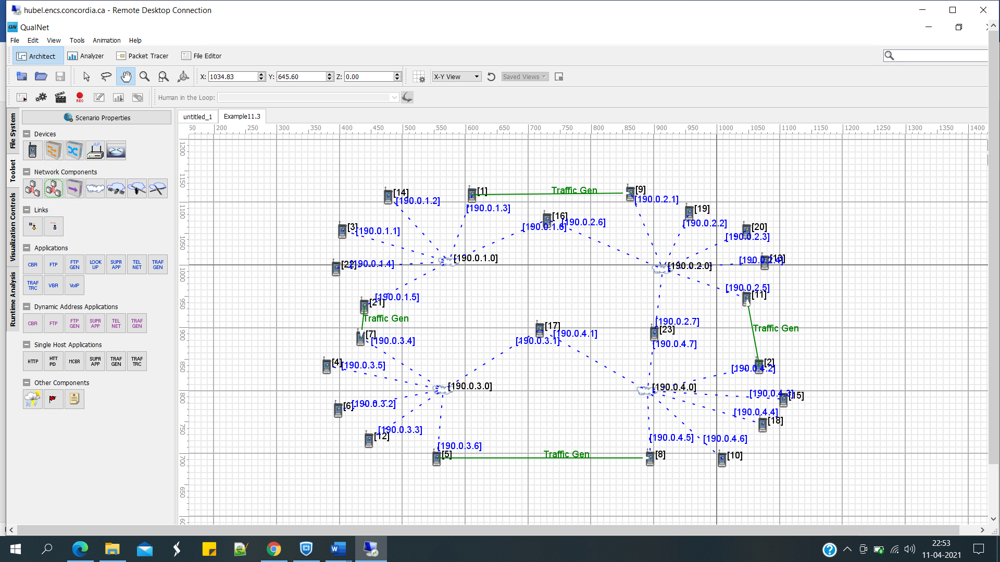 hubel.encs.concordia.ca - Remote Desktop Connection
QN QualNet
File Edit View Tools Animation Help
Architect Analyzer Packet Tracer File Editor
X: 1034.83 Y: 645.60 Z: 0.00 X-Y View Saved Views
REC Human in the Loop:
File System
Toolset
Visualization Controls
Runtime Analysis
Scenario Properties
Devices
AP
Network Components
Links
Applications
CBR FTP FTP GEN LOOK UP SUPR APP TEL NET TRAF GEN
TRAF TRC VBR VoIP
Dynamic Address Applications
CBR FTP FTP GEN SUPR APP TEL NET TRAF GEN
Single Host Applications
HTTP HTT PD MCBR SUPR APP TRAF GEN TRAF TRC
Other Components
untitled_1 Example11.3
50 200 250 300 350 400 450 500 550 600 650 700 750 800 850 900 950 1000 1050 1100 1150 1200 1250 1300 1350 1400
1200
1150
1100
1050
1000
950
900
850
800
750
700
650
60
[14] [1] Traffic Gen [9]
[190.0.1.2] [190.0.1.3] [190.0.2.1] [19]
[16] [190.0.1.6] [190.0.2.6] [190.0.2.2]
[3] [190.0.1.1] [20] [190.0.2.3]
[22] [190.0.1.4] [190.0.1.0] [190.0.2.0] [190.0.2.4] [13]
[190.0.2.5] [11]
[21] [190.0.1.5]
Traffic Gen
[7] [190.0.3.4] [17] [190.0.3.1] [190.0.4.1] [190.0.2.7] [23] [190.0.4.7] Traffic Gen
[4] [190.0.3.5] [2] [190.0.4.2]
[190.0.3.0] [190.0.4.0] [190.0.4.3] [15]
[6] [190.0.3.2] [190.0.4.4] [18]
[190.0.3.3] [12] [190.0.4.5] [190.0.4.6]
[190.0.3.6] [5] Traffic Gen [8] [10]
22:53
11-04-2021